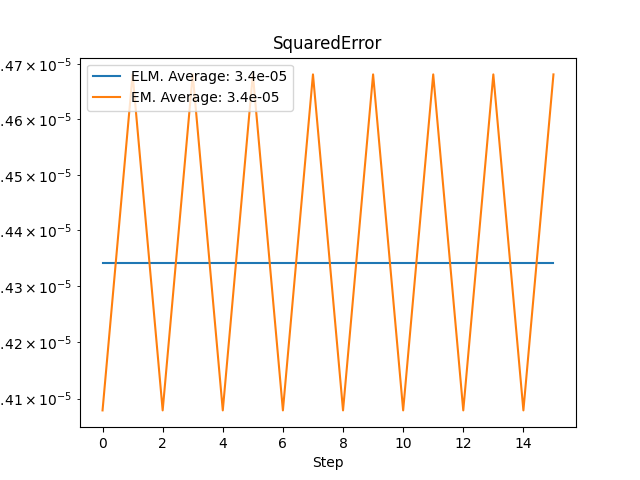 SquaredError
ELM. Average: 3.4e-05
EM. Average: 3.4e-05
.47 × 10⁻⁵
.46 × 10⁻⁵
.45 × 10⁻⁵
.44 × 10⁻⁵
.43 × 10⁻⁵
.42 × 10⁻⁵
.41 × 10⁻⁵
0 2 4 6 8 10 12 14
Step